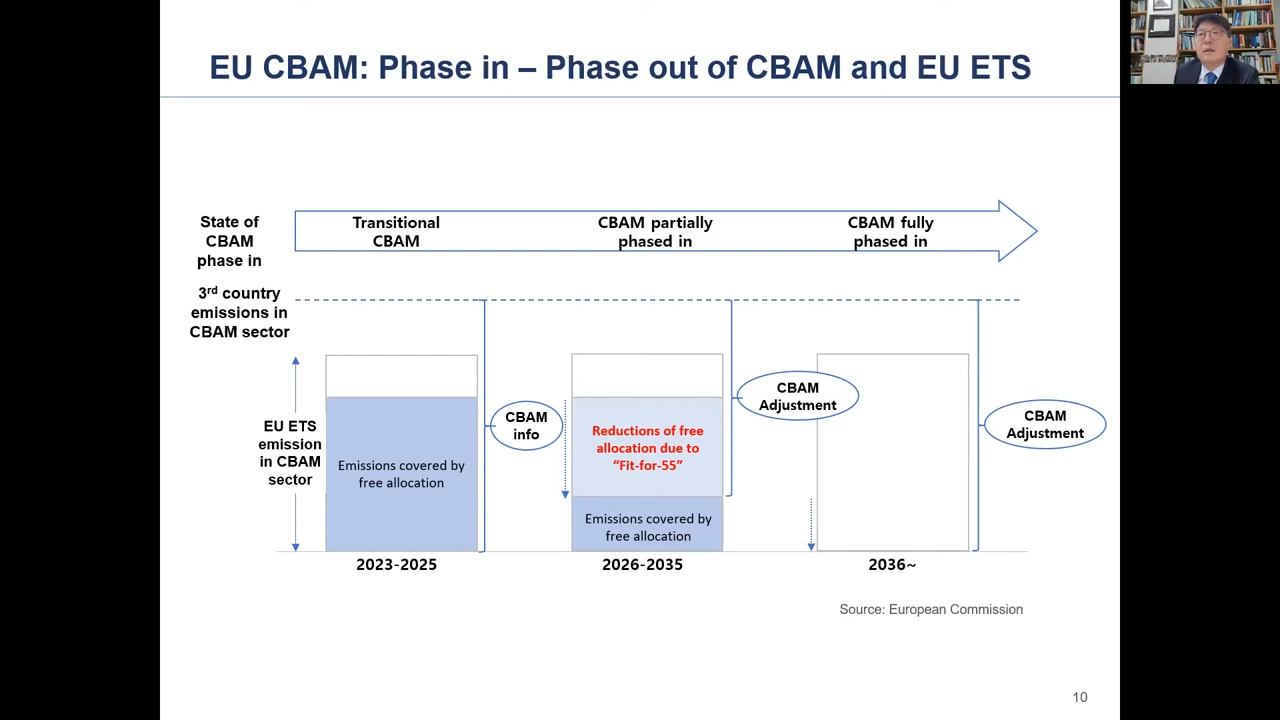 EU CBAM: Phase in – Phase out of CBAM and EU ETS
State of
CBAM
phase in
Transitional
CBAM
CBAM partially
phased in
CBAM fully
phased in
3rd country
emissions in
CBAM sector
EU ETS
emission
in CBAM
sector
Emissions covered by
free allocation
CBAM
info
Reductions of free
allocation due to
“Fit-for-55”
Emissions covered by
free allocation
CBAM
Adjustment
CBAM
Adjustment
2023-2025
2026-2035
2036~
Source: European Commission
10